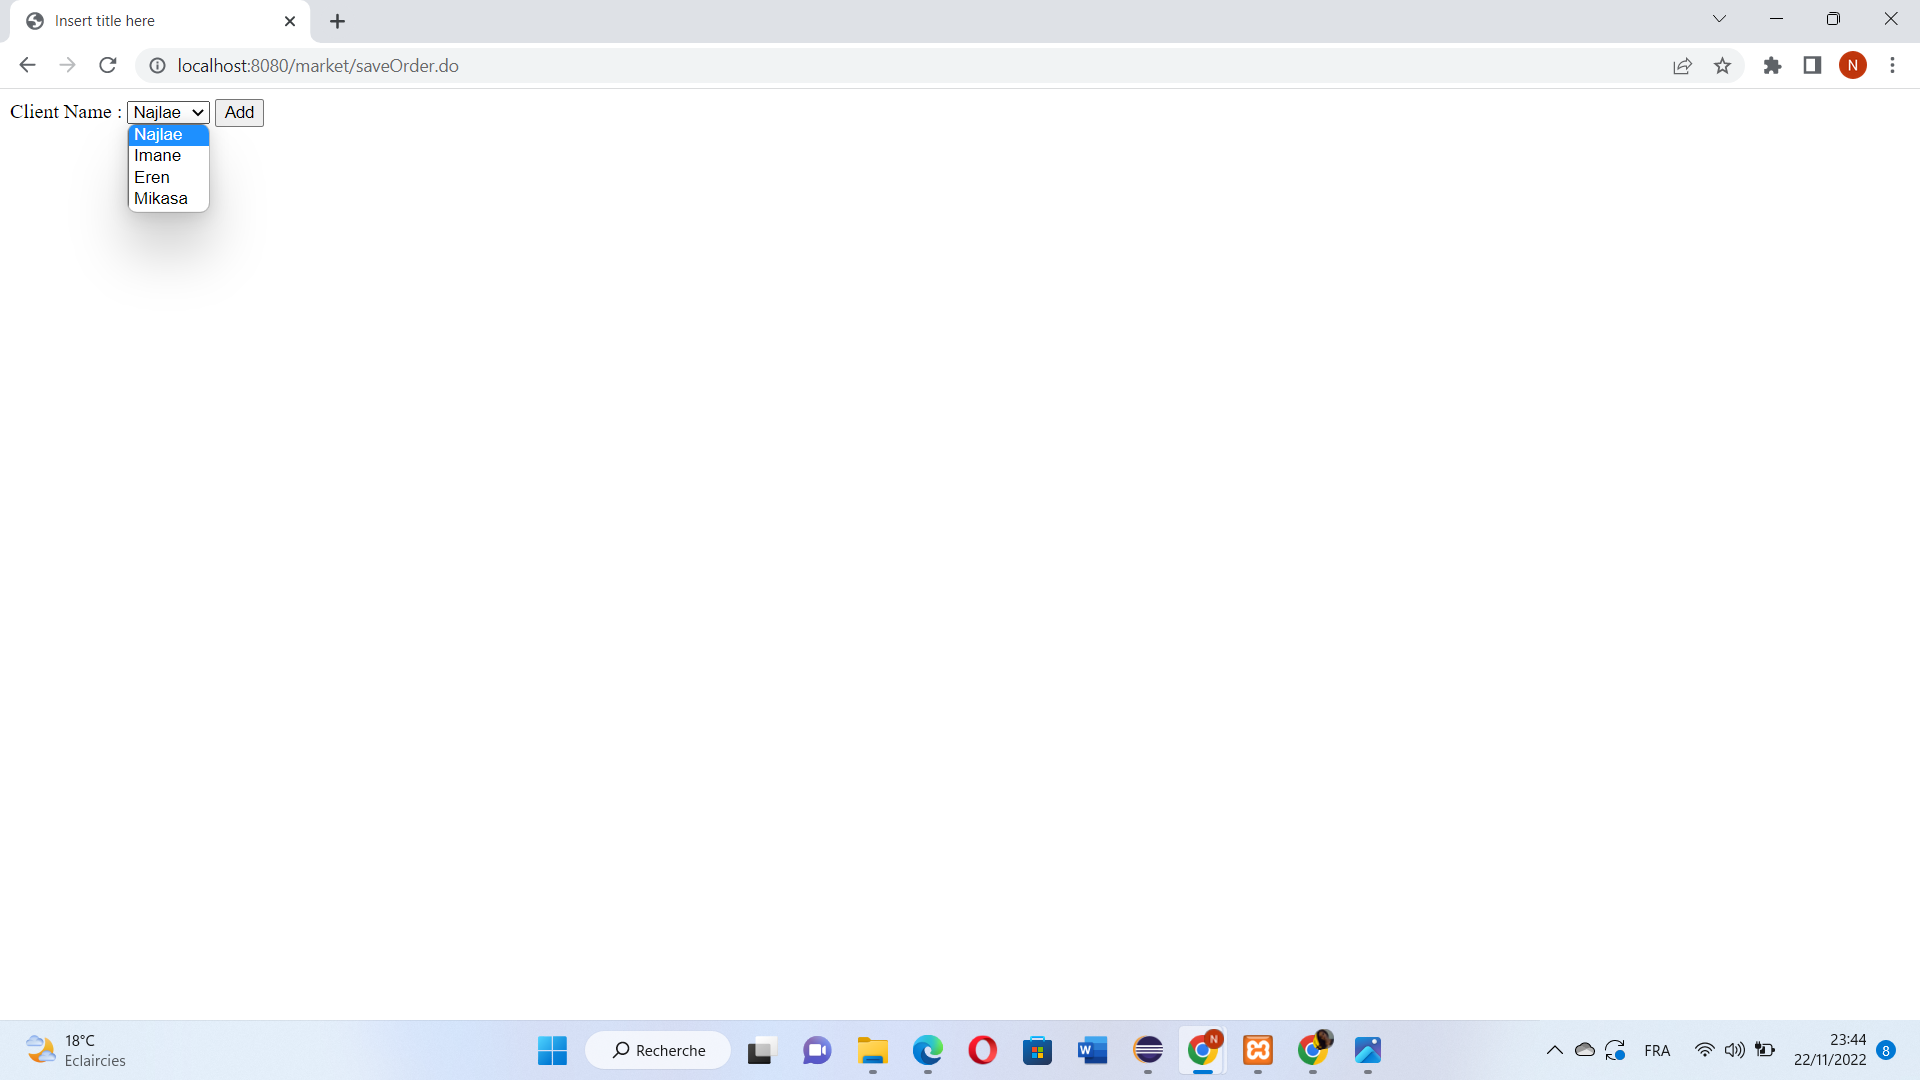 Insert title here
localhost:8080/market/saveOrder.do
N
Client Name : Najlae Add
Najlae
Imane
Eren
Mikasa
18°C
Eclaircies
Recherche
W
N
FRA
23:44
22/11/2022
8